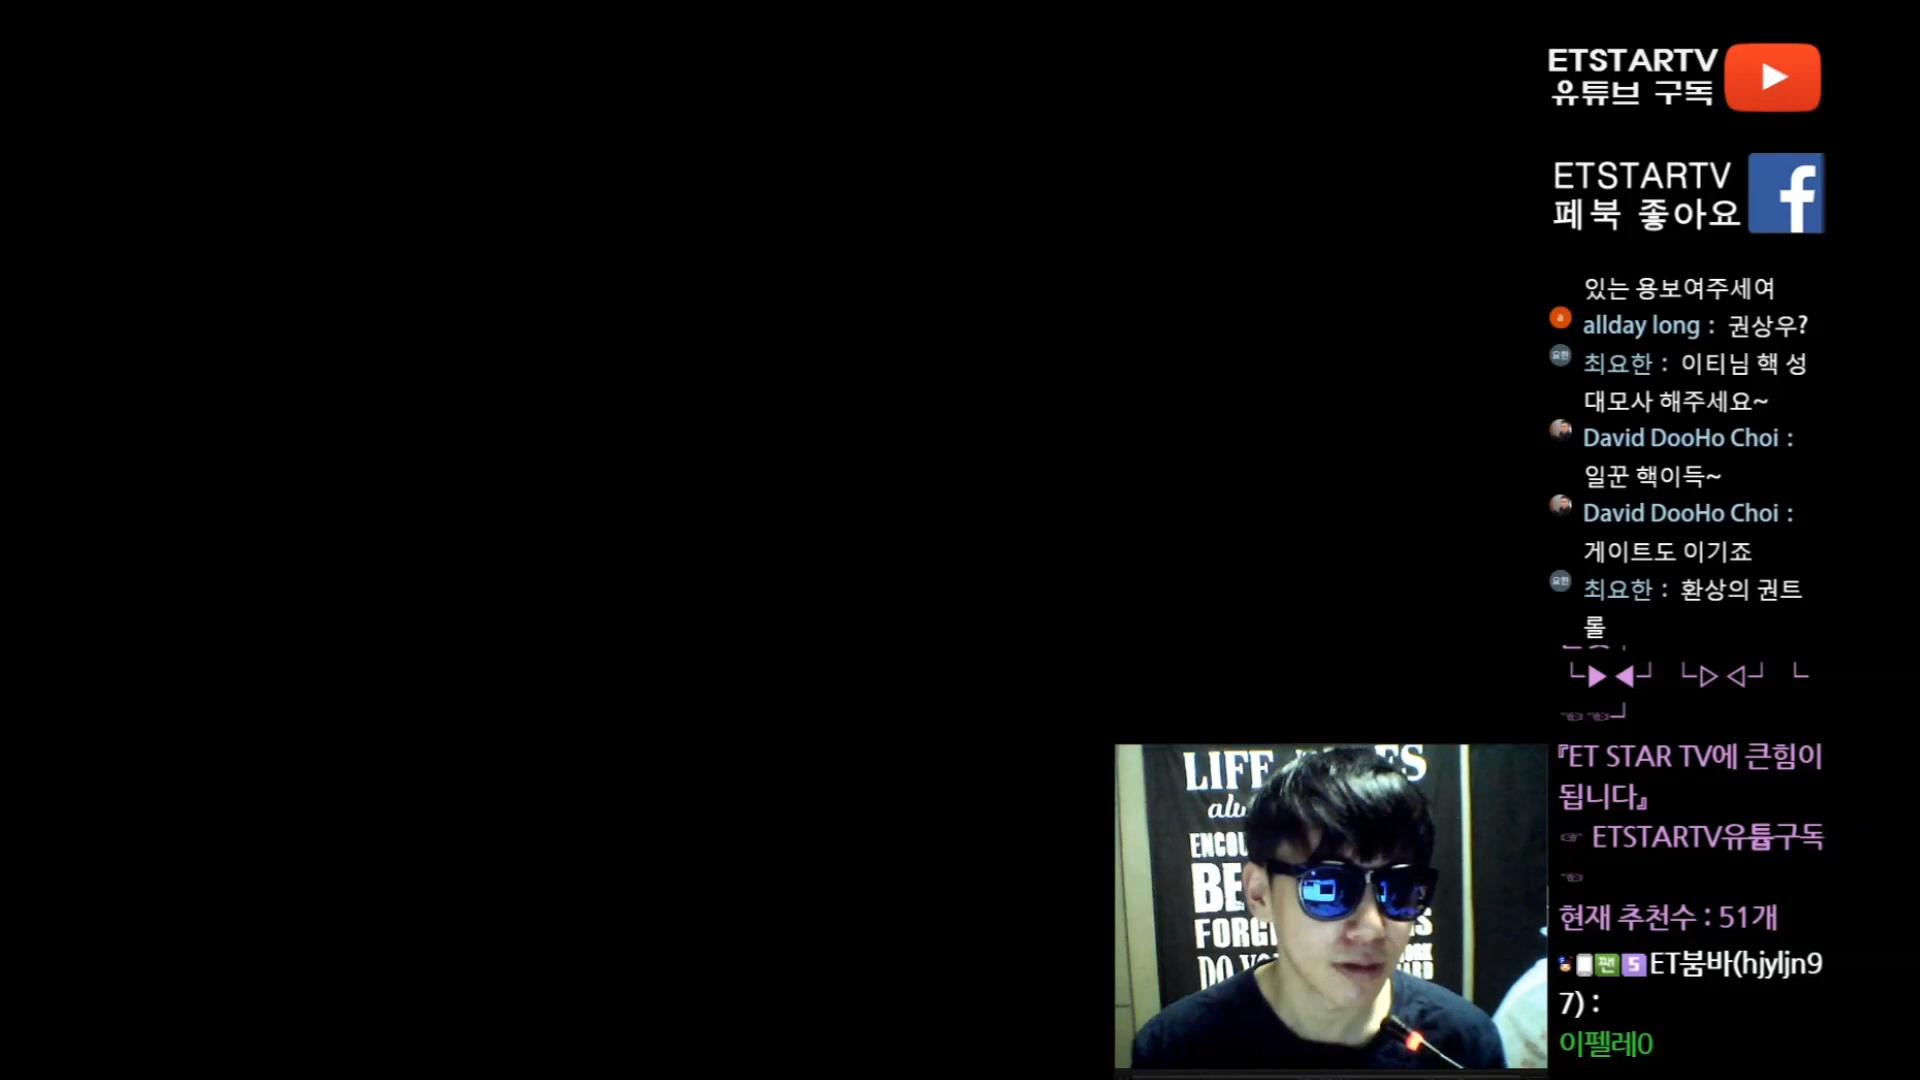 ETSTARTV
유튜브 구독
ETSTARTV
페북 좋아요
있는 용보여주세여
allday long : 권상우?
최요한 : 이티님 핵 성
대모사 해주세요~
David DooHo Choi :
일꾼 핵이득~
David DooHo Choi :
게이트도 이기죠
최요한 : 환상의 권트
롤
└▶◀┘ └▷◁┘ └
☜☜┘
『ET STAR TV에 큰힘이
됩니다』
☞ ETSTARTV유튭구독
☜
현재 추천수 : 51개
팬 5 ET붐바(hjyljn9
7) :
이펠레0
LIFE
ENCOU
BE
FORGI